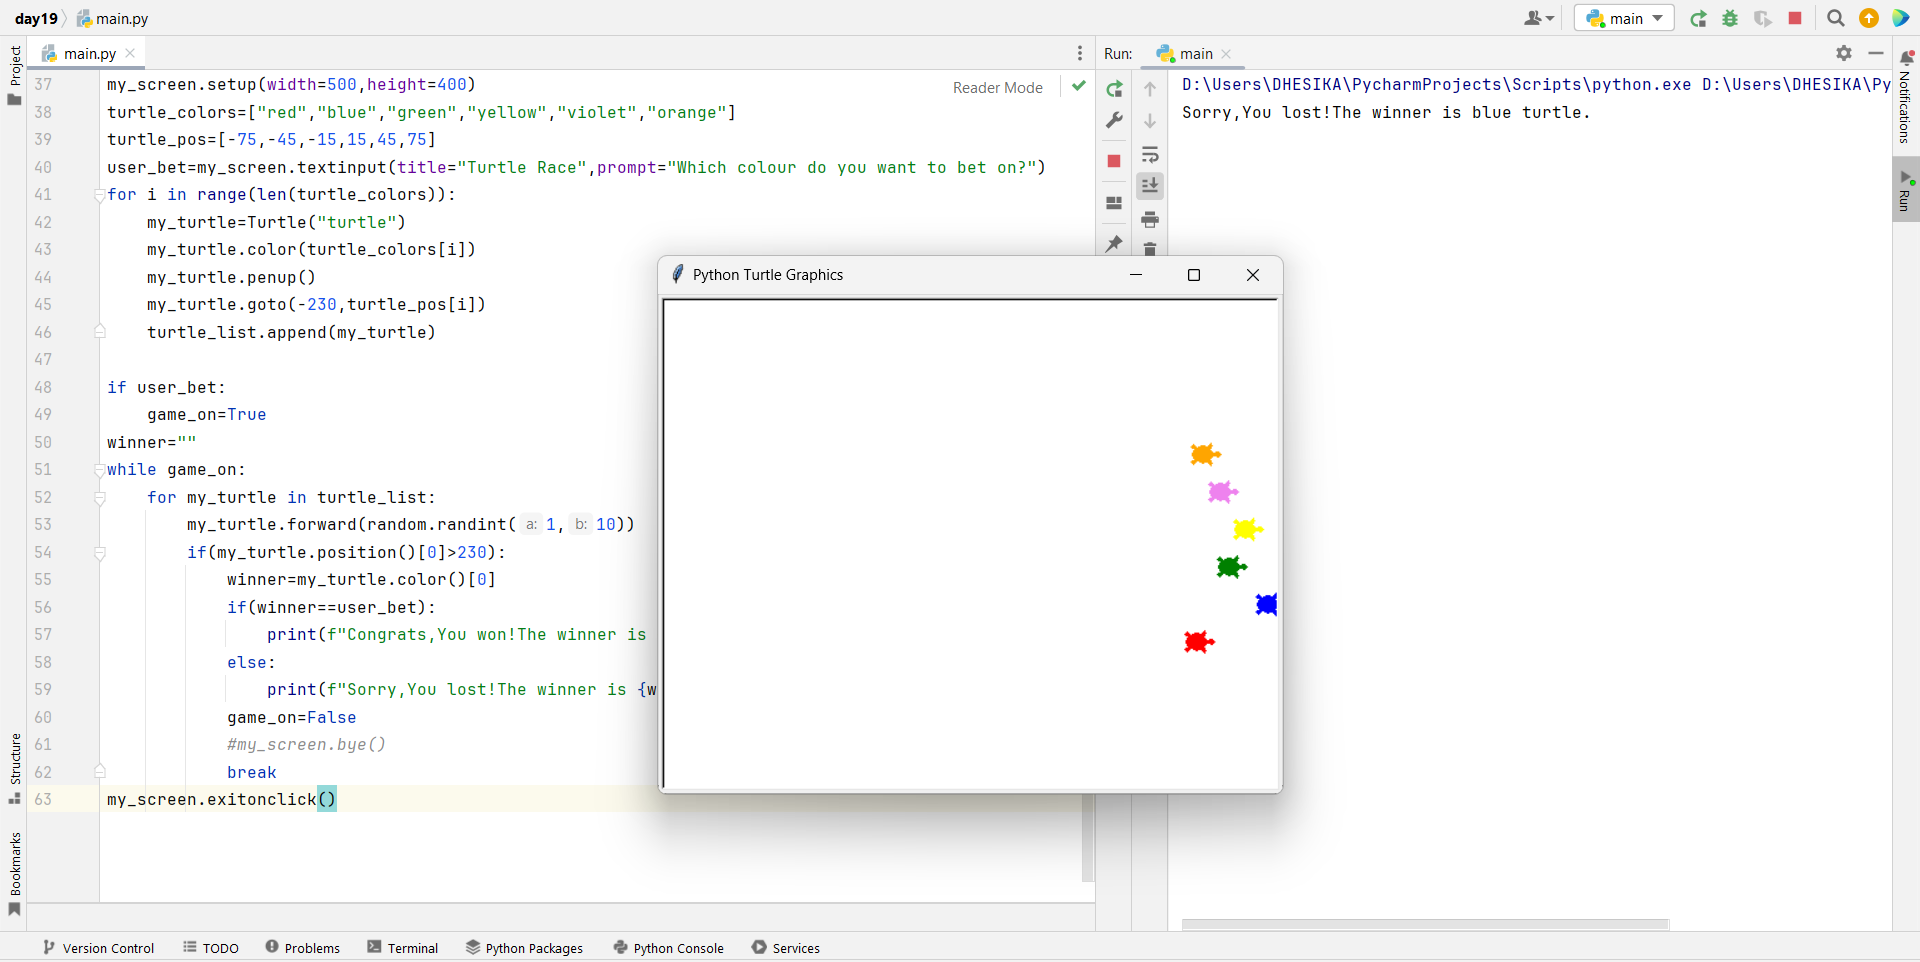 day19
main.py
main
main.py
Run:
main
Project
Notifications
Run
Structure
Bookmarks
Reader Mode
37 my_screen.setup(width=500,height=400)
38 turtle_colors=["red","blue","green","yellow","violet","orange"]
39 turtle_pos=[-75,-45,-15,15,45,75]
40 user_bet=my_screen.textinput(title="Turtle Race",prompt="Which colour do you want to bet on?")
41 for i in range(len(turtle_colors)):
42 my_turtle=Turtle("turtle")
43 my_turtle.color(turtle_colors[i])
44 my_turtle.penup()
45 my_turtle.goto(-230,turtle_pos[i])
46 turtle_list.append(my_turtle)
47
48 if user_bet:
49 game_on=True
50 winner=""
51 while game_on:
52 for my_turtle in turtle_list:
53 my_turtle.forward(random.randint( a: 1, b: 10))
54 if(my_turtle.position()[0]>230):
55 winner=my_turtle.color()[0]
56 if(winner==user_bet):
57 print(f"Congrats,You won!The winner is
58 else:
59 print(f"Sorry,You lost!The winner is {w
60 game_on=False
61 #my_screen.bye()
62 break
63 my_screen.exitonclick()
D:\Users\DHESIKA\PycharmProjects\Scripts\python.exe D:\Users\DHESIKA\Py
Sorry,You lost!The winner is blue turtle.
Python Turtle Graphics
Version Control
TODO
Problems
Terminal
Python Packages
Python Console
Services